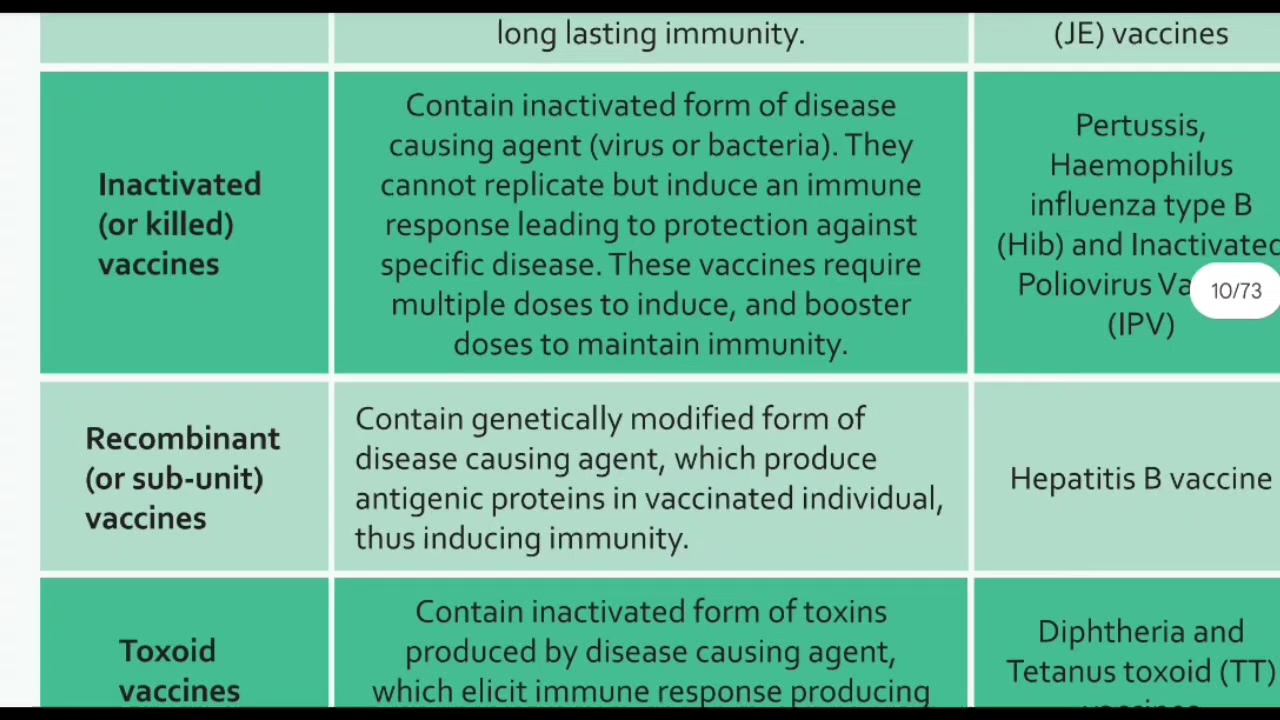 long lasting immunity.
(JE) vaccines
Inactivated
(or killed)
vaccines
Contain inactivated form of disease
causing agent (virus or bacteria). They
cannot replicate but induce an immune
response leading to protection against
specific disease. These vaccines require
multiple doses to induce, and booster
doses to maintain immunity.
Pertussis,
Haemophilus
influenza type B
(Hib) and Inactivated
Poliovirus
(IPV)
10/73
Recombinant
(or sub-unit)
vaccines
Contain genetically modified form of
disease causing agent, which produce
antigenic proteins in vaccinated individual,
thus inducing immunity.
Hepatitis B vaccine
Toxoid
vaccines
Contain inactivated form of toxins
produced by disease causing agent,
which elicit immune response producing
Diphtheria and
Tetanus toxoid (TT)